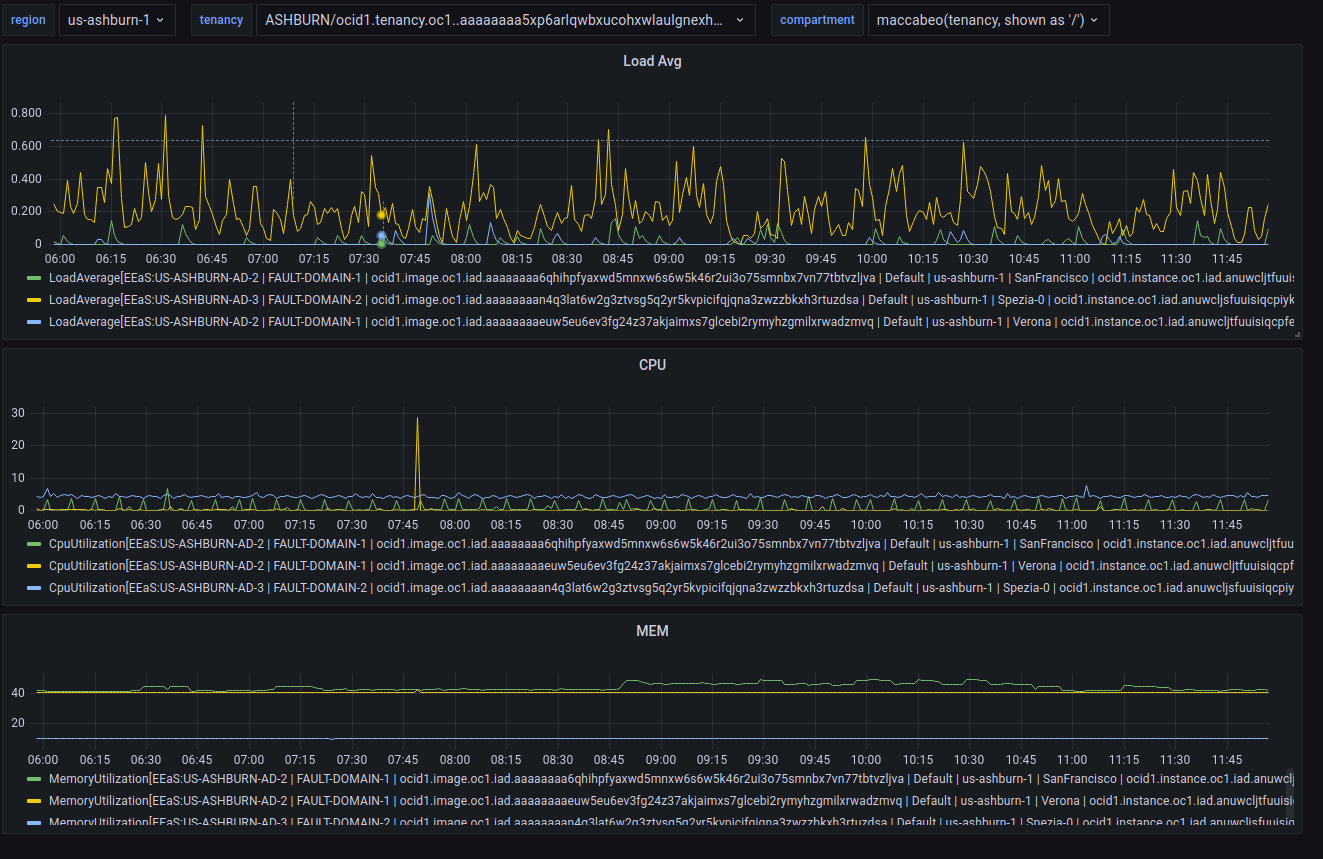 region us-ashburn-1 tenancy ASHBURN/ocid1.tenancy.oc1..aaaaaaaa5xp6arlqwbxucohxwlaulgnexh... compartment maccabeo(tenancy, shown as '/')
Load Avg
0.800
0.600
0.400
0.200
0
06:00 06:15 06:30 06:45 07:00 07:15 07:30 07:45 08:00 08:15 08:30 08:45 09:00 09:15 09:30 09:45 10:00 10:15 10:30 10:45 11:00 11:15 11:30 11:45
LoadAverage[EEaS:US-ASHBURN-AD-2 | FAULT-DOMAIN-1 | ocid1.image.oc1.iad.aaaaaaaa6qhihpfyaxwd5mnxw6s6w5k46r2ui3o75smnbx7vn77tbtvzljva | Default | us-ashburn-1 | SanFrancisco | ocid1.instance.oc1.iad.anuwcljtfuuis
LoadAverage[EEaS:US-ASHBURN-AD-3 | FAULT-DOMAIN-2 | ocid1.image.oc1.iad.aaaaaaaan4q3lat6w2g3ztvsg5q2yr5kvpicifqjqna3zwzzbkxh3rtuzdsa | Default | us-ashburn-1 | Spezia-0 | ocid1.instance.oc1.iad.anuwcljsfuuisiqcpiyk
LoadAverage[EEaS:US-ASHBURN-AD-2 | FAULT-DOMAIN-1 | ocid1.image.oc1.iad.aaaaaaaaeuw5eu6ev3fg24z37akjaimxs7glcebi2rymyhzgmilxrwadzmvq | Default | us-ashburn-1 | Verona | ocid1.instance.oc1.iad.anuwcljtfuuisiqcpfe
CPU
30
20
10
0
06:00 06:15 06:30 06:45 07:00 07:15 07:30 07:45 08:00 08:15 08:30 08:45 09:00 09:15 09:30 09:45 10:00 10:15 10:30 10:45 11:00 11:15 11:30 11:45
CpuUtilization[EEaS:US-ASHBURN-AD-2 | FAULT-DOMAIN-1 | ocid1.image.oc1.iad.aaaaaaaa6qhihpfyaxwd5mnxw6s6w5k46r2ui3o75smnbx7vn77tbtvzljva | Default | us-ashburn-1 | SanFrancisco | ocid1.instance.oc1.iad.anuwcljtfuu
CpuUtilization[EEaS:US-ASHBURN-AD-2 | FAULT-DOMAIN-1 | ocid1.image.oc1.iad.aaaaaaaaeuw5eu6ev3fg24z37akjaimxs7glcebi2rymyhzgmilxrwadzmvq | Default | us-ashburn-1 | Verona | ocid1.instance.oc1.iad.anuwcljtfuuisiqcpf
CpuUtilization[EEaS:US-ASHBURN-AD-3 | FAULT-DOMAIN-2 | ocid1.image.oc1.iad.aaaaaaaan4q3lat6w2g3ztvsg5q2yr5kvpicifqjqna3zwzzbkxh3rtuzdsa | Default | us-ashburn-1 | Spezia-0 | ocid1.instance.oc1.iad.anuwcljsfuuisiqcpiy
MEM
40
20
06:00 06:15 06:30 06:45 07:00 07:15 07:30 07:45 08:00 08:15 08:30 08:45 09:00 09:15 09:30 09:45 10:00 10:15 10:30 10:45 11:00 11:15 11:30 11:45
MemoryUtilization[EEaS:US-ASHBURN-AD-2 | FAULT-DOMAIN-1 | ocid1.image.oc1.iad.aaaaaaaa6qhihpfyaxwd5mnxw6s6w5k46r2ui3o75smnbx7vn77tbtvzljva | Default | us-ashburn-1 | SanFrancisco | ocid1.instance.oc1.iad.anuwclj
MemoryUtilization[EEaS:US-ASHBURN-AD-2 | FAULT-DOMAIN-1 | ocid1.image.oc1.iad.aaaaaaaaeuw5eu6ev3fg24z37akjaimxs7glcebi2rymyhzgmilxrwadzmvq | Default | us-ashburn-1 | Verona | ocid1.instance.oc1.iad.anuwcljtfuuisi
MemoryUtilization[EEaS:US-ASHBURN-AD-3 | FAULT-DOMAIN-2 | ocid1.image.oc1.iad.aaaaaaaan4q3lat6w2g3ztvsg5q2yr5kvpicifqjqna3zwzzbkxh3rtuzdsa | Default | us-ashburn-1 | Spezia-0 | ocid1.instance.oc1.iad.anuwcljsfuuisiq